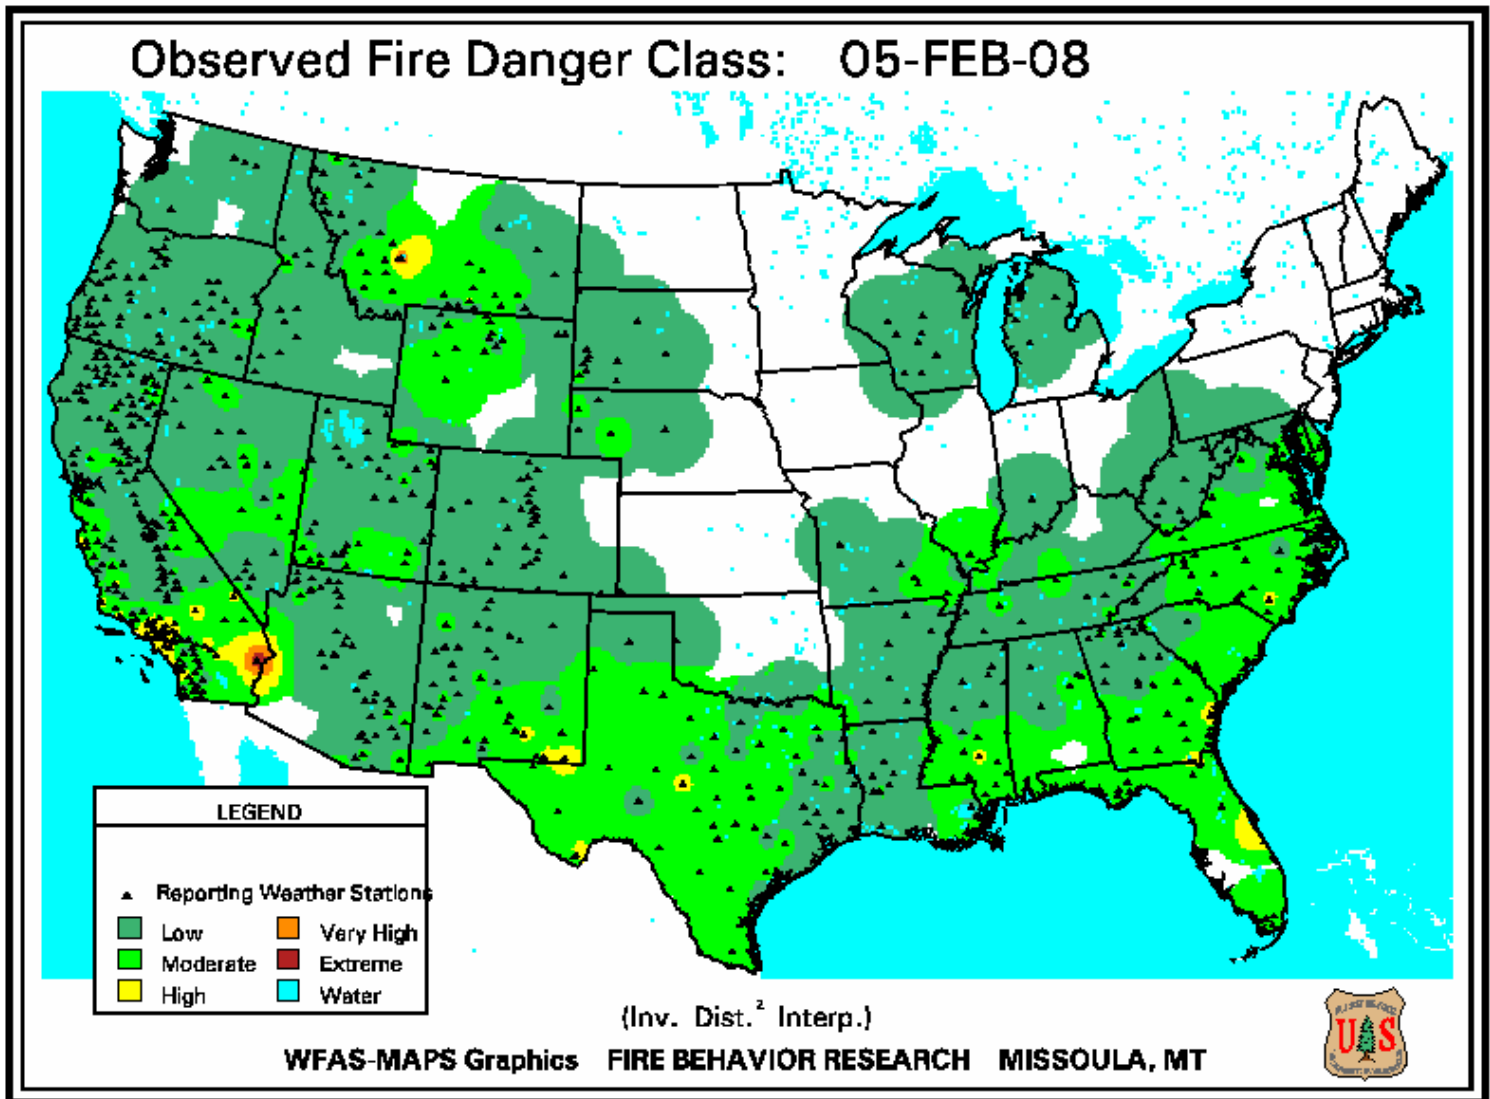 Observed Fire Danger Class: 05-FEB-08
LEGEND
Reporting Weather Stations
Low
Very High
Moderate
Extreme
High
Water
(Inv. Dist.² Interp.)
WFAS-MAPS Graphics FIRE BEHAVIOR RESEARCH MISSOULA, MT
US